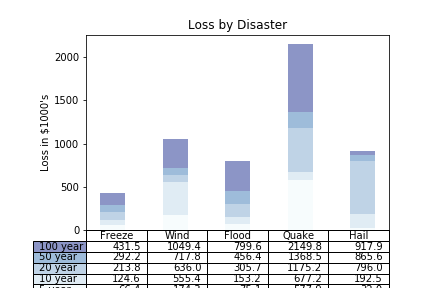 Loss by Disaster
Loss in $1000's
2000
1500
1000
500
0
Freeze Wind Flood Quake Hail
100 year 431.5 1049.4 799.6 2149.8 917.9
50 year 292.2 717.8 456.4 1368.5 865.6
20 year 213.8 636.0 305.7 1175.2 796.0
10 year 124.6 555.4 153.2 677.2 192.5